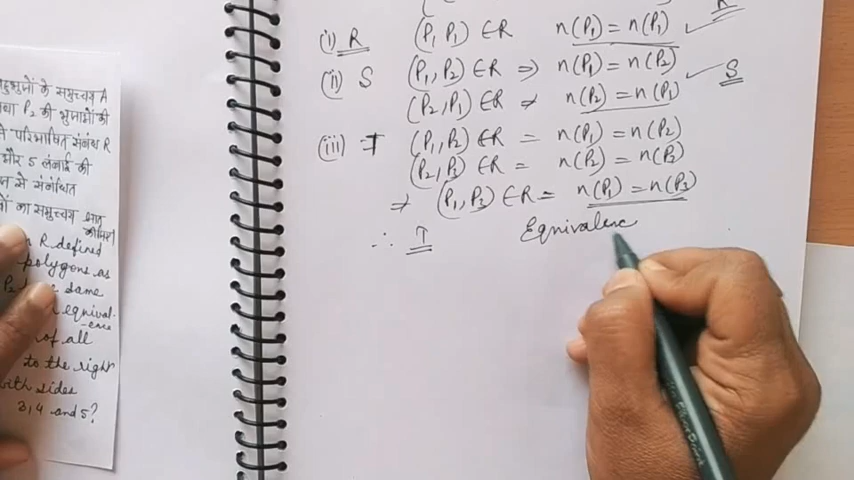 हुभुजों के समुच्चय A
था P₂ की भुजाओं की
परिभाषित संबंध R
और 5 लंबाई की
से संबंधित
का समुच्चय ज्ञात
कीजिए।
R defined
polygons as
P₂ same
equival-
ence
of all
to the right
with sides
3, 4 and 5?
R
(i) R (P₁ P₁) ∈R n(P₁) = n(P₁) ✓
(ii) S (P₁, P₂) ∈R ⇒ n(P₁) = n(P₂) ✓ S
(P₂, P₁) ∈R ⇒ n(P₂) = n(P₁)
(iii) T (P₁, P₂) ∈R = n(P₁) = n(P₂)
(P₂, P₃) ∈R = n(P₂) = n(P₃)
⇒ (P₁, P₃) ∈R = n(P₁) = n(P₃)
∴ T Equivalenc